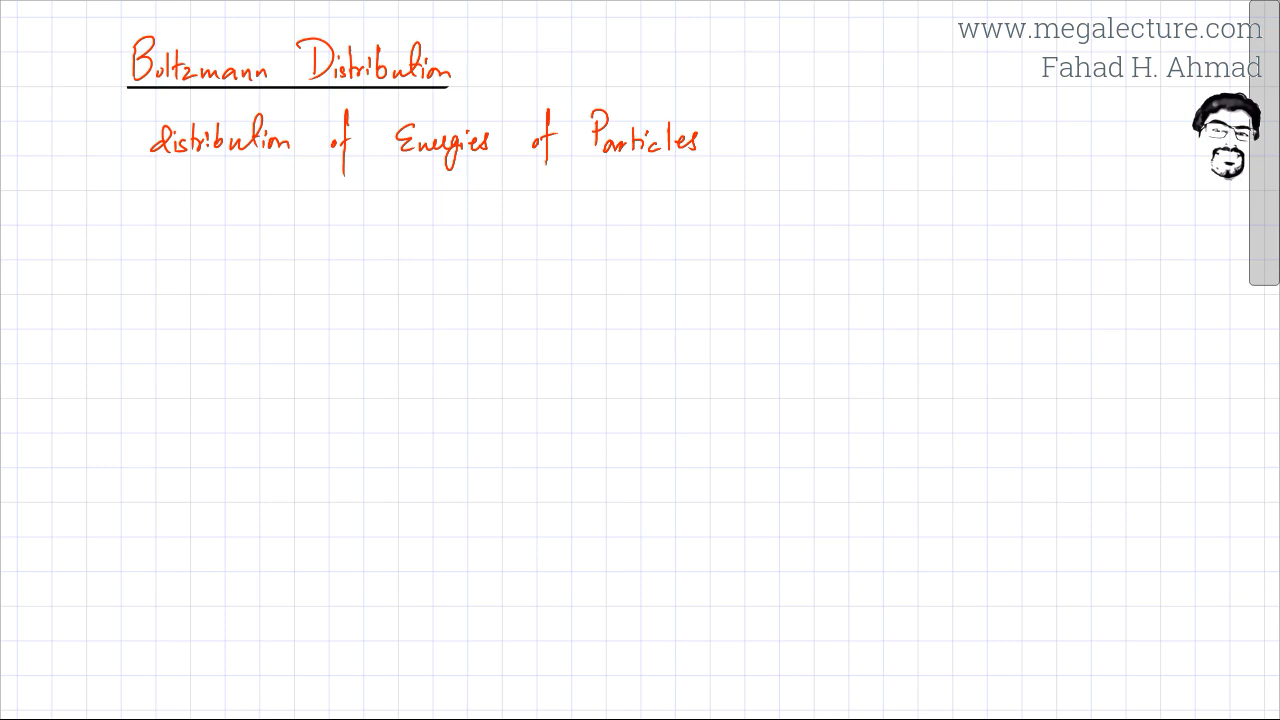 www.megalecture.com
Fahad H. Ahmad
Boltzmann Distribution
distribution of Energies of Particles